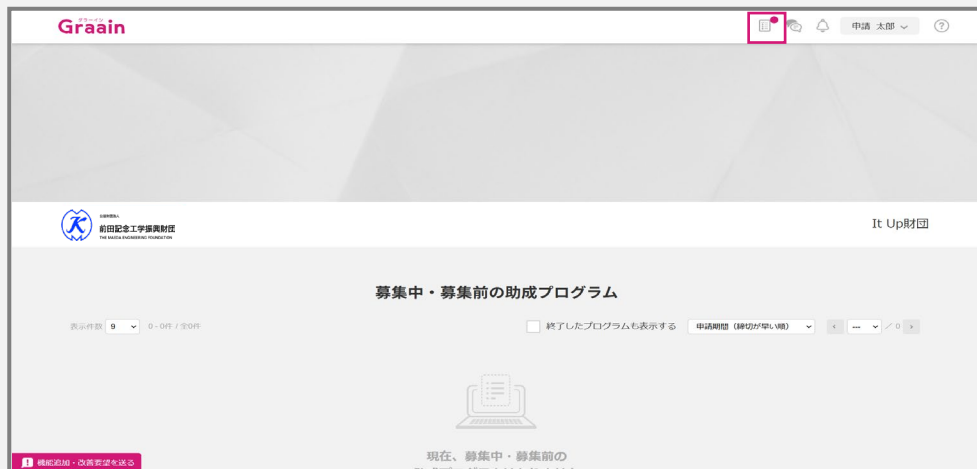 グラーイン
Graain
申請 太郎
?
公益財団法人
前田記念工学振興財団
THE MAEDA ENGINEERING FOUNDATION
It Up財団
募集中・募集前の助成プログラム
表示件数 9 0 - 0件 / 全0件
終了したプログラムも表示する 申請期間（締切が早い順） < --- / 0 >
現在、募集中・募集前の
! 機能追加・改善要望を送る